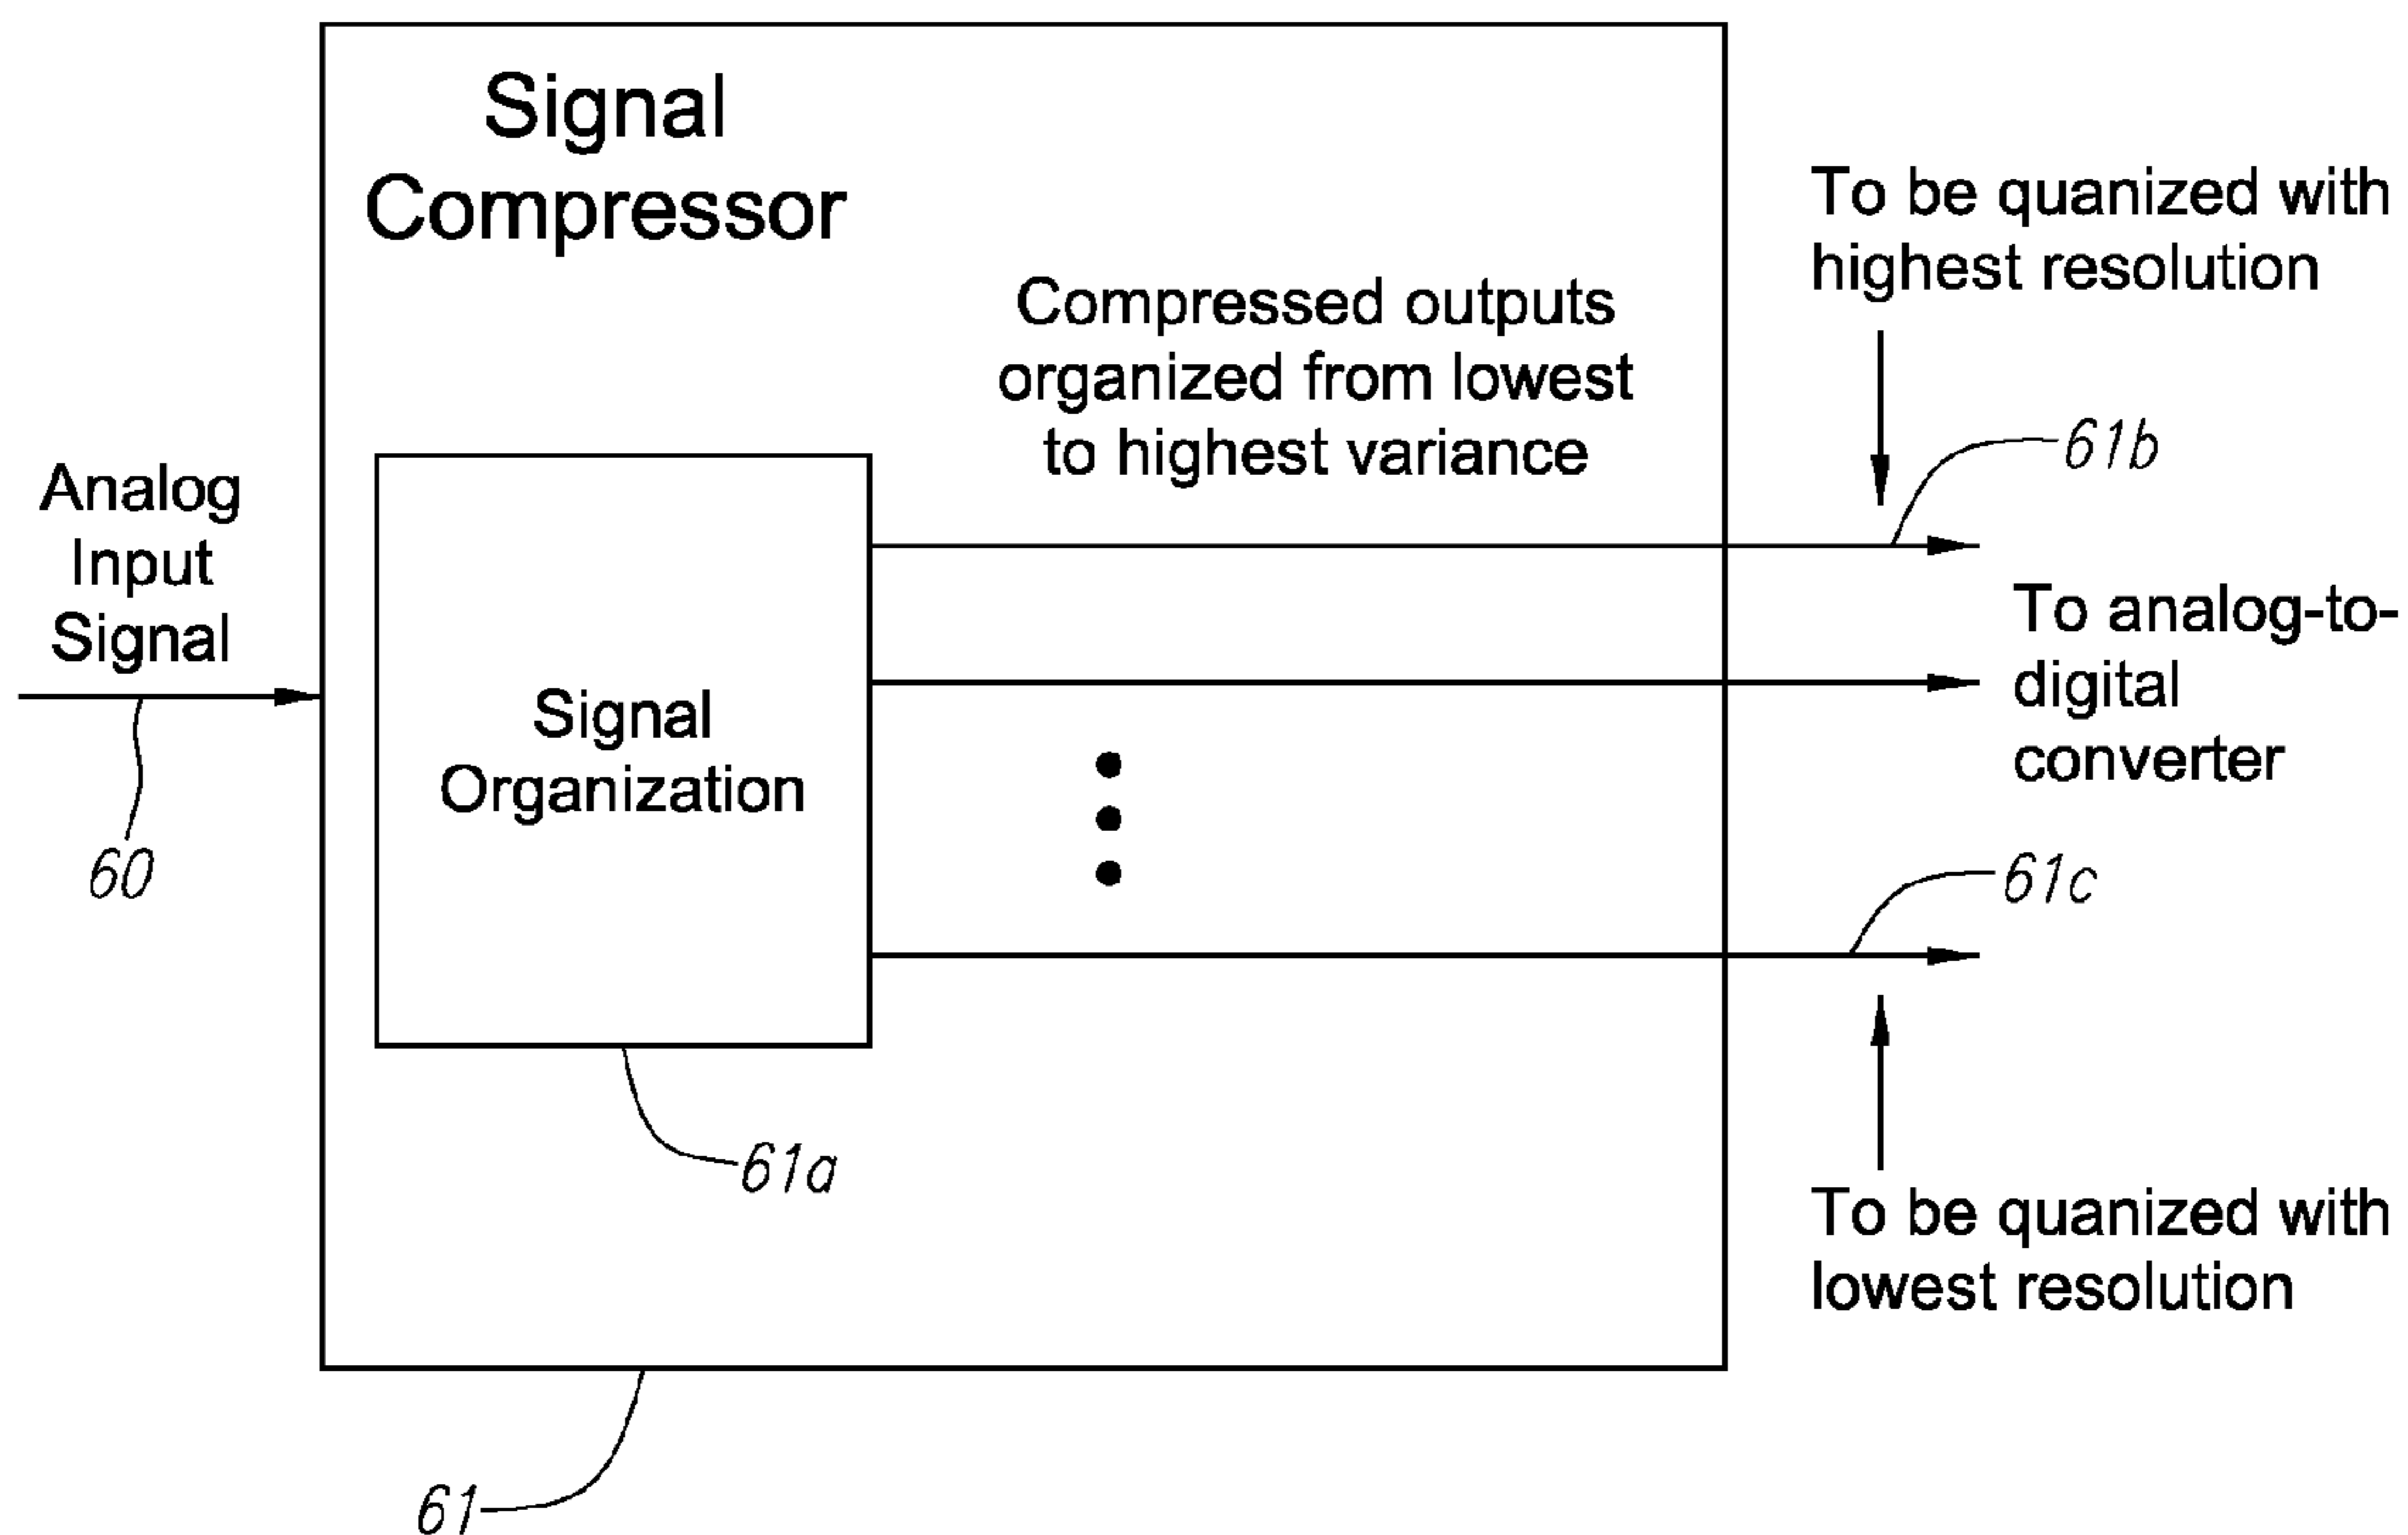 Signal
Compressor
To be quanized with
highest resolution
Compressed outputs
organized from lowest
to highest variance
61b
Analog
Input
Signal
To analog-to-
digital
converter
Signal
Organization
60
61c
61a
To be quanized with
lowest resolution
61